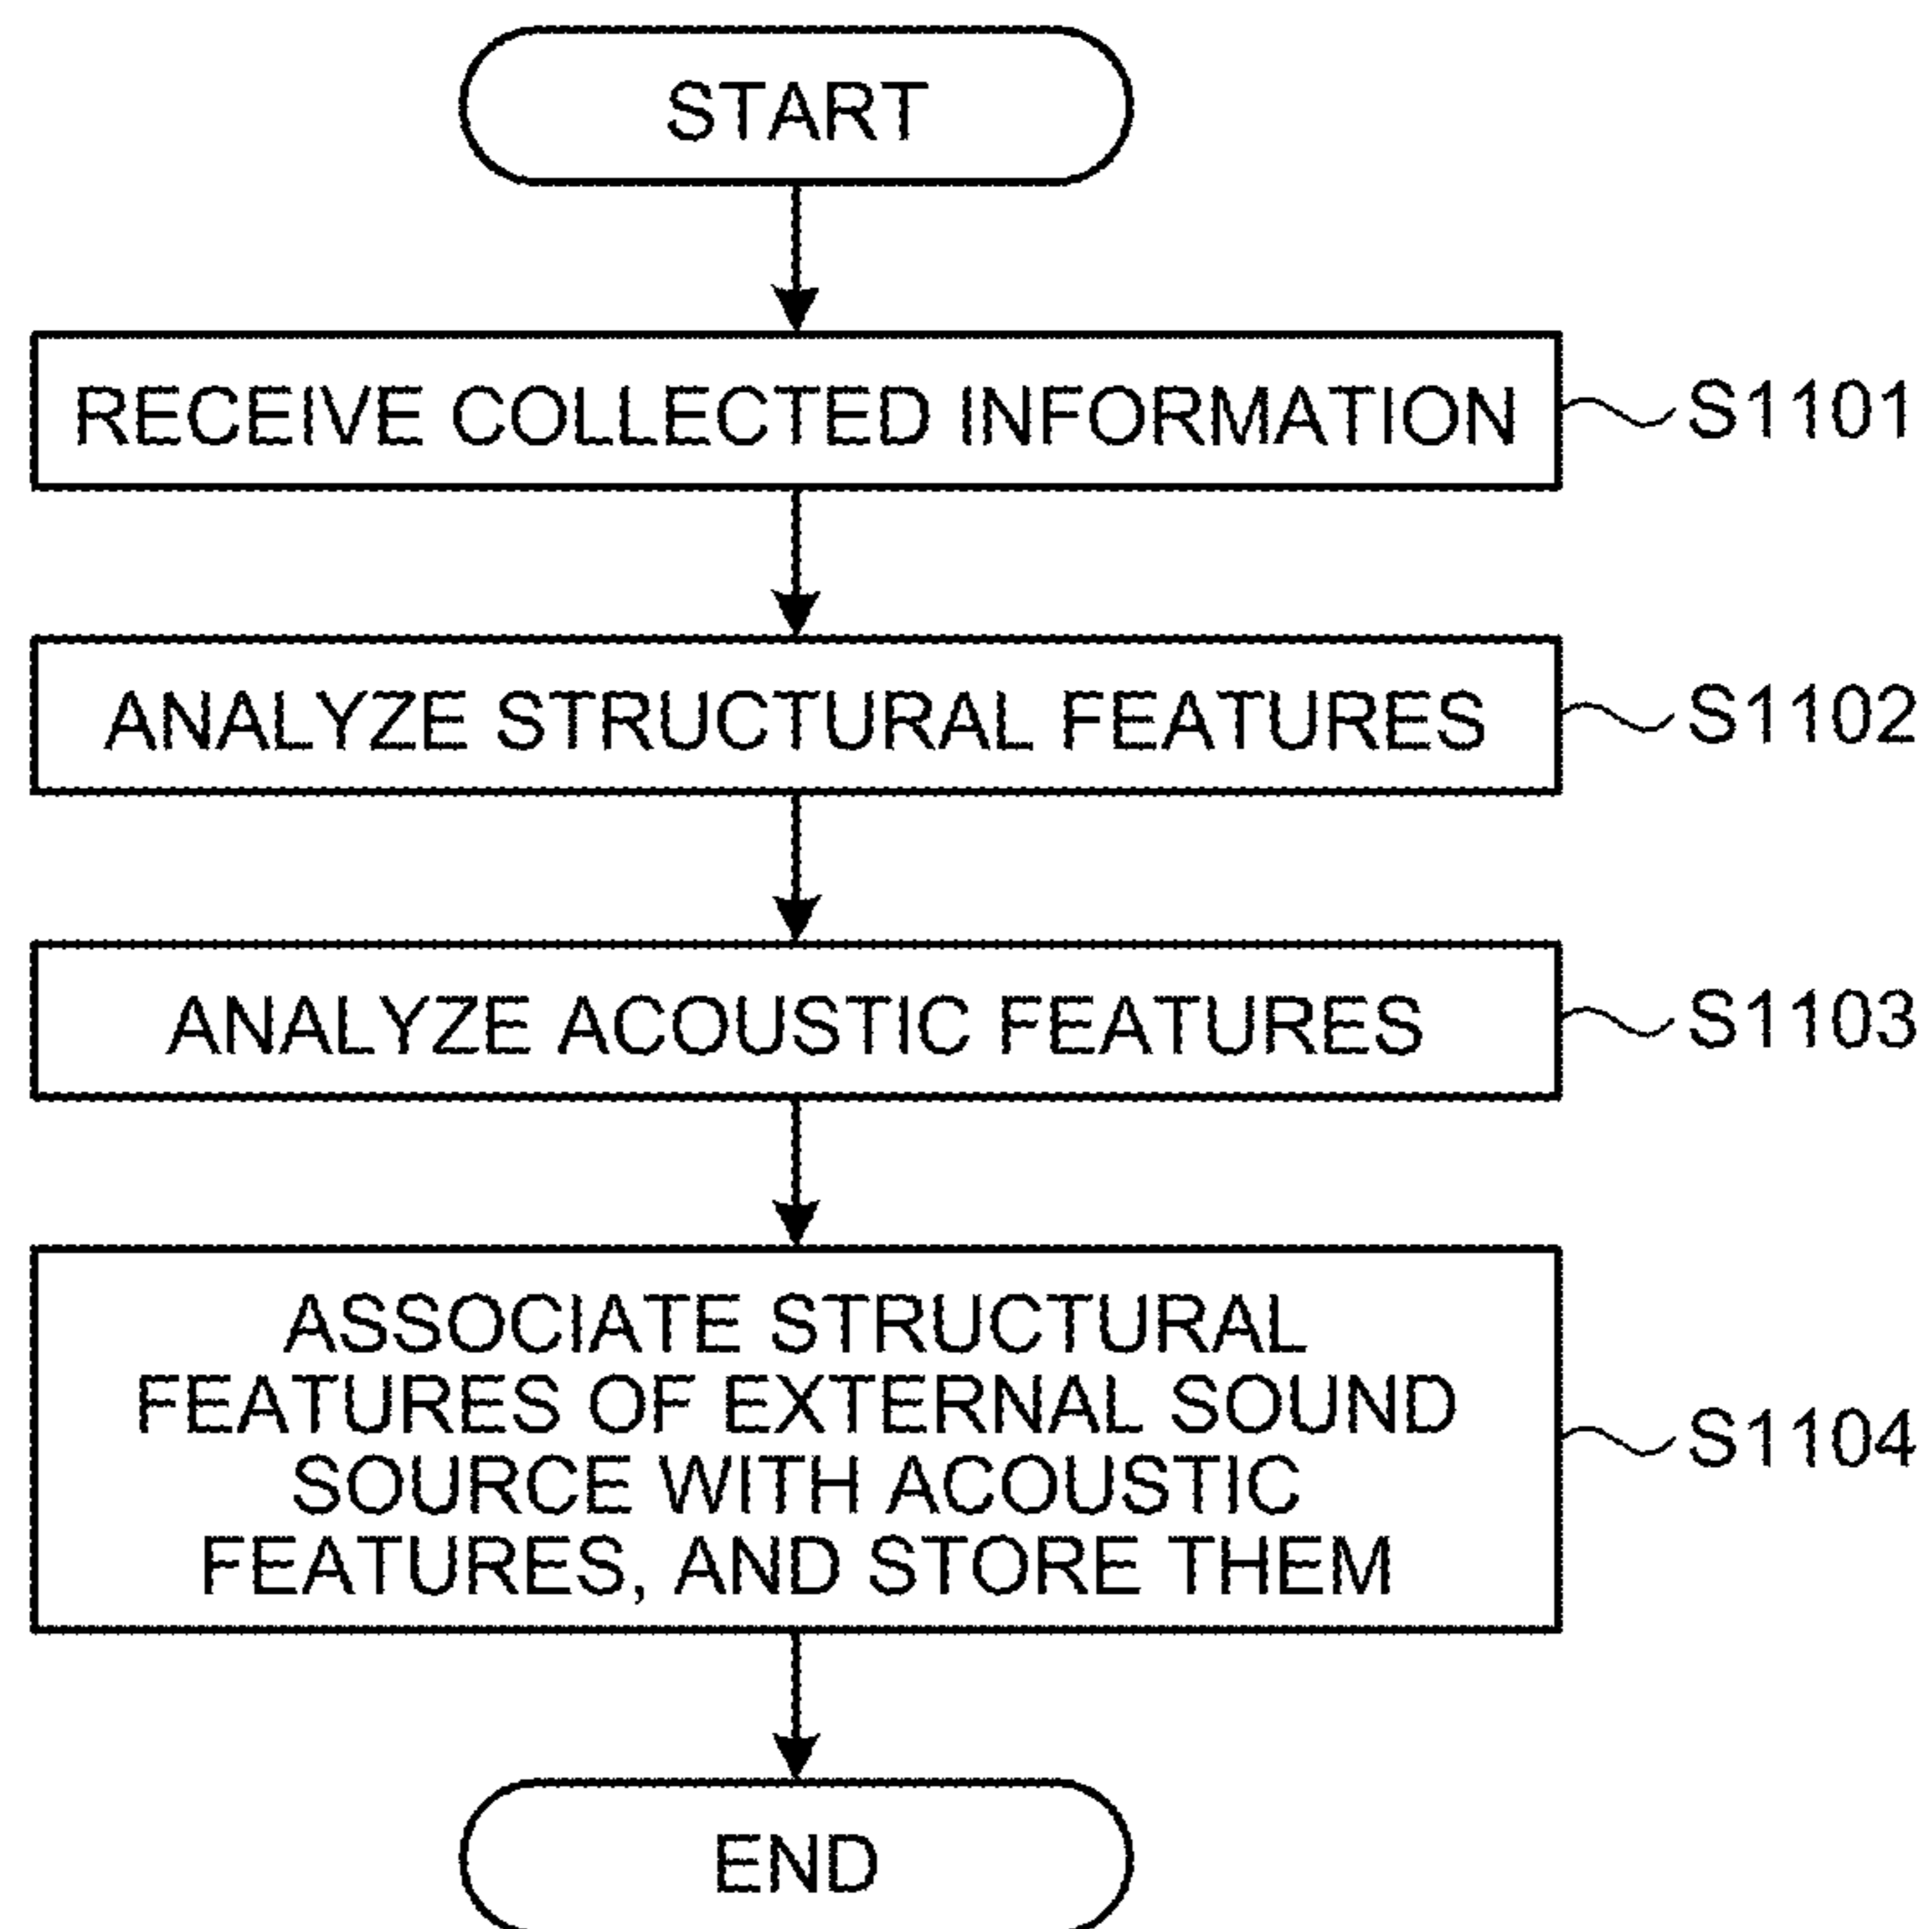 START
RECEIVE COLLECTED INFORMATION
S1101
ANALYZE STRUCTURAL FEATURES
S1102
ANALYZE ACOUSTIC FEATURES
S1103
ASSOCIATE STRUCTURAL
FEATURES OF EXTERNAL SOUND
SOURCE WITH ACOUSTIC
FEATURES, AND STORE THEM
S1104
END